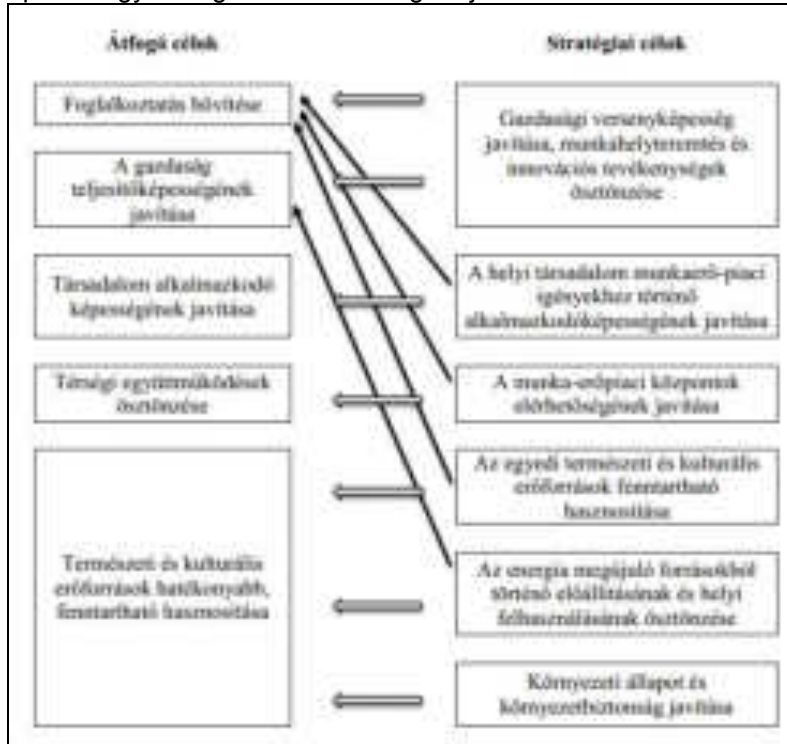 Átfogó célok
Foglalkoztatás bővítése
A gazdaság
teljesítőképességének
javítása
Társadalom alkalmazkodó
képességének javítása
Térségi együttműködések
ösztönzése
Természeti és kulturális
erőforrások hatékonyabb,
fenntartható hasznosítása
Stratégiai célok
Gazdasági versenyképesség
javítása, munkahelyteremtés és
innovációs tevékenységek
ösztönzése
A helyi társadalom munkaerő-piaci
igényekhez történő
alkalmazkodóképességének javítása
A munka-erőpiaci központok
elérhetőségének javítása
Az egyedi természeti és kulturális
erőforrások fenntartható
hasznosítása
Az energia megújuló forrásokból
történő előállításának és helyi
felhasználásának ösztönzése
Környezeti állapot és
környezetbiztonság javítása